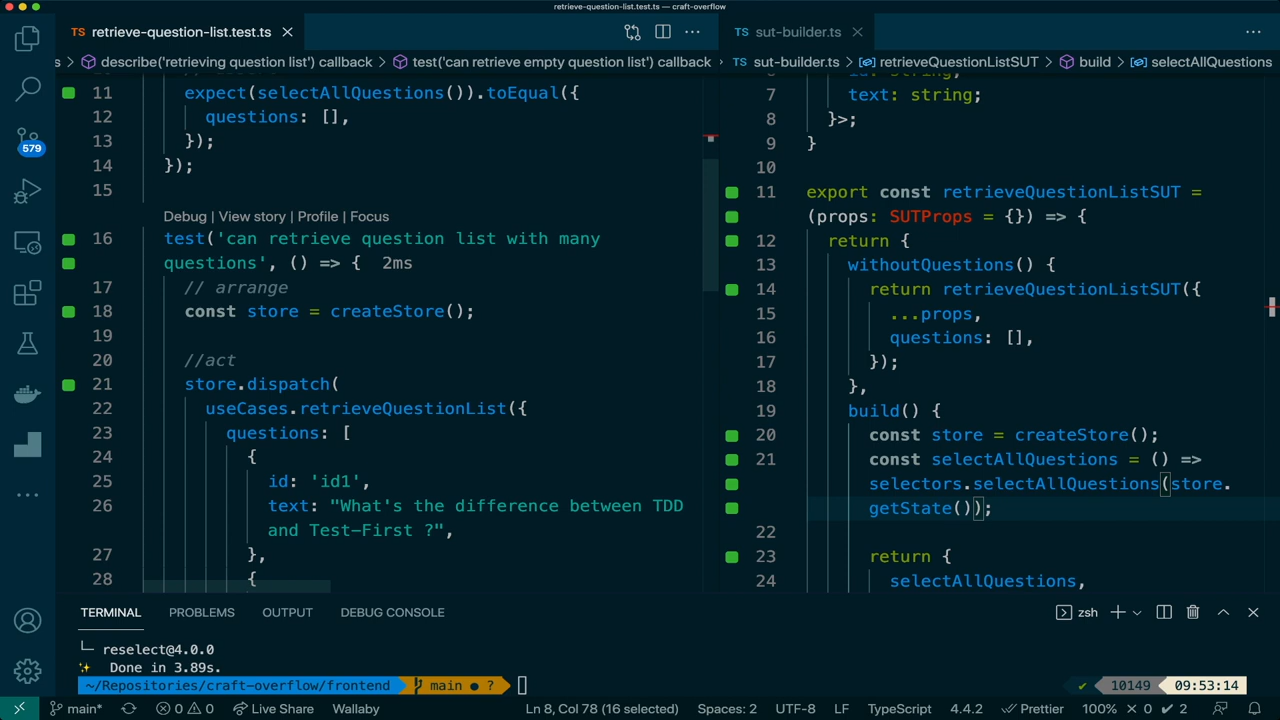 retrieve-question-list.test.ts — craft-overflow
TS retrieve-question-list.test.ts
TS sut-builder.ts
s > describe('retrieving question list') callback > test('can retrieve empty question list') callback >
TS sut-builder.ts > retrieveQuestionListSUT > build > selectAllQuestions
11 expect(selectAllQuestions()).toEqual({
12 questions: [],
13 });
14 });
15
Debug | View story | Profile | Focus
16 test('can retrieve question list with many
questions', () => { 2ms
17 // arrange
18 const store = createStore();
19
20 //act
21 store.dispatch(
22 useCases.retrieveQuestionList({
23 questions: [
24 {
25 id: 'id1',
26 text: "What's the difference between TDD
and Test-First ?",
27 },
28 {
id: string;
7 text: string;
8 }>;
9 }
10
11 export const retrieveQuestionListSUT =
(props: SUTProps = {}) => {
12 return {
13 withoutQuestions() {
14 return retrieveQuestionListSUT({
15 ...props,
16 questions: [],
17 });
18 },
19 build() {
20 const store = createStore();
21 const selectAllQuestions = () =>
selectors.selectAllQuestions(store.
getState());
22
23 return {
24 selectAllQuestions,
579
TERMINAL PROBLEMS OUTPUT DEBUG CONSOLE
zsh
└─ reselect@4.0.0
✨ Done in 3.89s.
~/Repositories/craft-overflow/frontend main ● ? ✔ 10149 09:53:14
main* 0 0 Live Share Wallaby Ln 8, Col 78 (16 selected) Spaces: 2 UTF-8 LF TypeScript 4.4.2 Prettier 100% × 0 ✓ 2